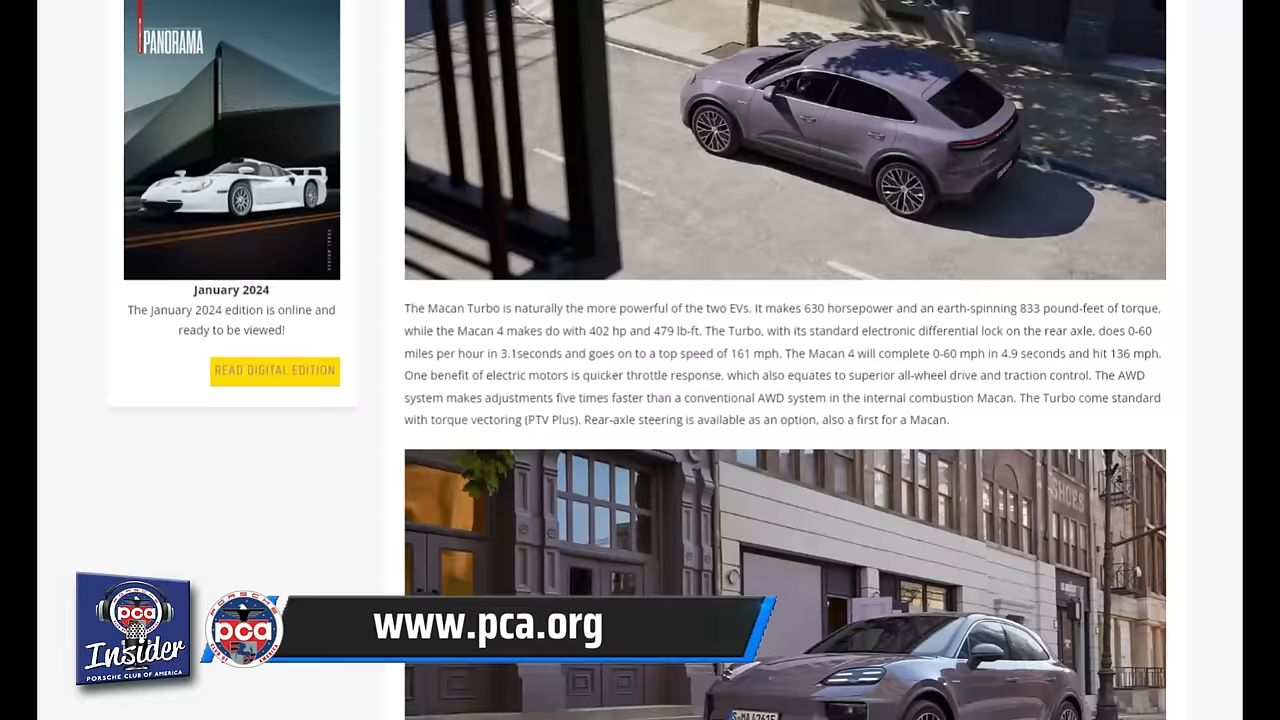 PANORAMA
January 2024
The January 2024 edition is online and
ready to be viewed!
READ DIGITAL EDITION
The Macan Turbo is naturally the more powerful of the two EVs. It makes 630 horsepower and an earth-spinning 833 pound-feet of torque,
while the Macan 4 makes do with 402 hp and 479 lb-ft. The Turbo, with its standard electronic differential lock on the rear axle, does 0-60
miles per hour in 3.1seconds and goes on to a top speed of 161 mph. The Macan 4 will complete 0-60 mph in 4.9 seconds and hit 136 mph.
One benefit of electric motors is quicker throttle response, which also equates to superior all-wheel drive and traction control. The AWD
system makes adjustments five times faster than a conventional AWD system in the internal combustion Macan. The Turbo come standard
with torque vectoring (PTV Plus). Rear-axle steering is available as an option, also a first for a Macan.
SHOES
pca
Insider
PORSCHE CLUB OF AMERICA
PORSCHE
pca
CLUB OF AMERICA
www.pca.org